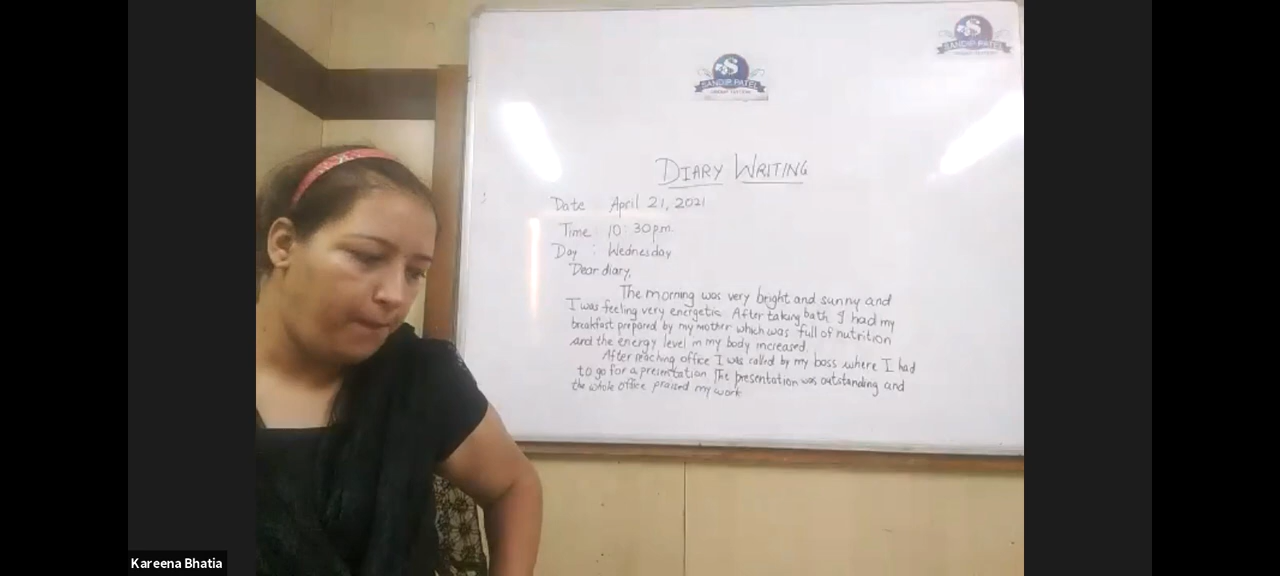 SANDIP PATEL
SANDIP PATEL
DIARY WRITING
Date : April 21, 2021
Time : 10:30pm.
Day : Wednesday
Dear diary,
The morning was very bright and sunny and
I was feeling very energetic. After taking bath I had my
breakfast prepared by my mother which was full of nutrition
and the energy level in my body increased.
After reaching office I was called by my boss where I had
to go for a presentation. The presentation was outstanding and
the whole office praised my work
Kareena Bhatia